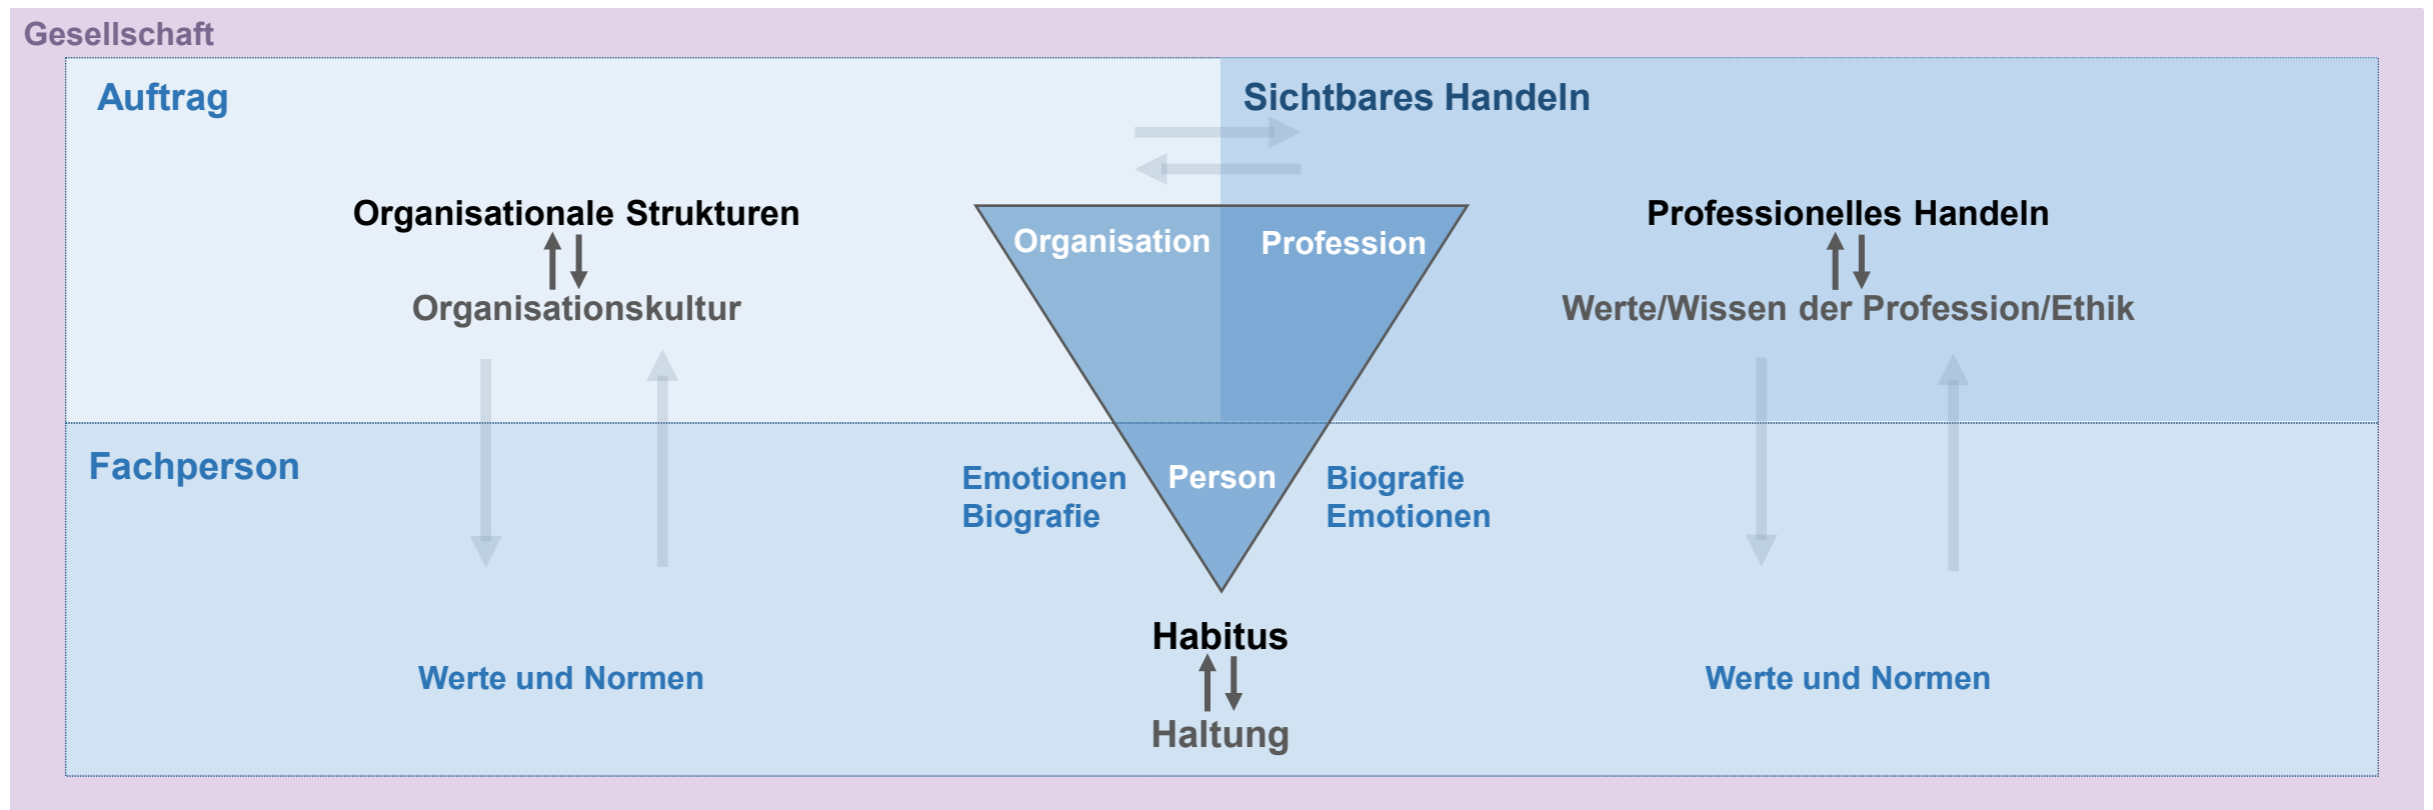 Gesellschaft
Auftrag
Sichtbares Handeln
Organisationale Strukturen
Organisationskultur
Organisation
Profession
Professionelles Handeln
Werte/Wissen der Profession/Ethik
Fachperson
Emotionen
Biografie
Person
Biografie
Emotionen
Werte und Normen
Habitus
Haltung
Werte und Normen